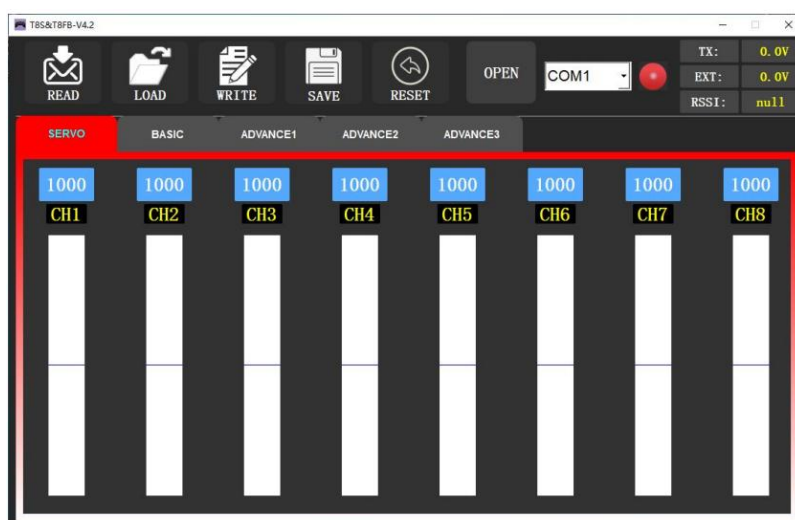 T8S&T8FB-V4.2
READ LOAD WRITE SAVE RESET OPEN COM1
TX: 0.0V
EXT: 0.0V
RSSI: null
SERVO BASIC ADVANCE1 ADVANCE2 ADVANCE3
1000 1000 1000 1000 1000 1000 1000 1000
CH1 CH2 CH3 CH4 CH5 CH6 CH7 CH8